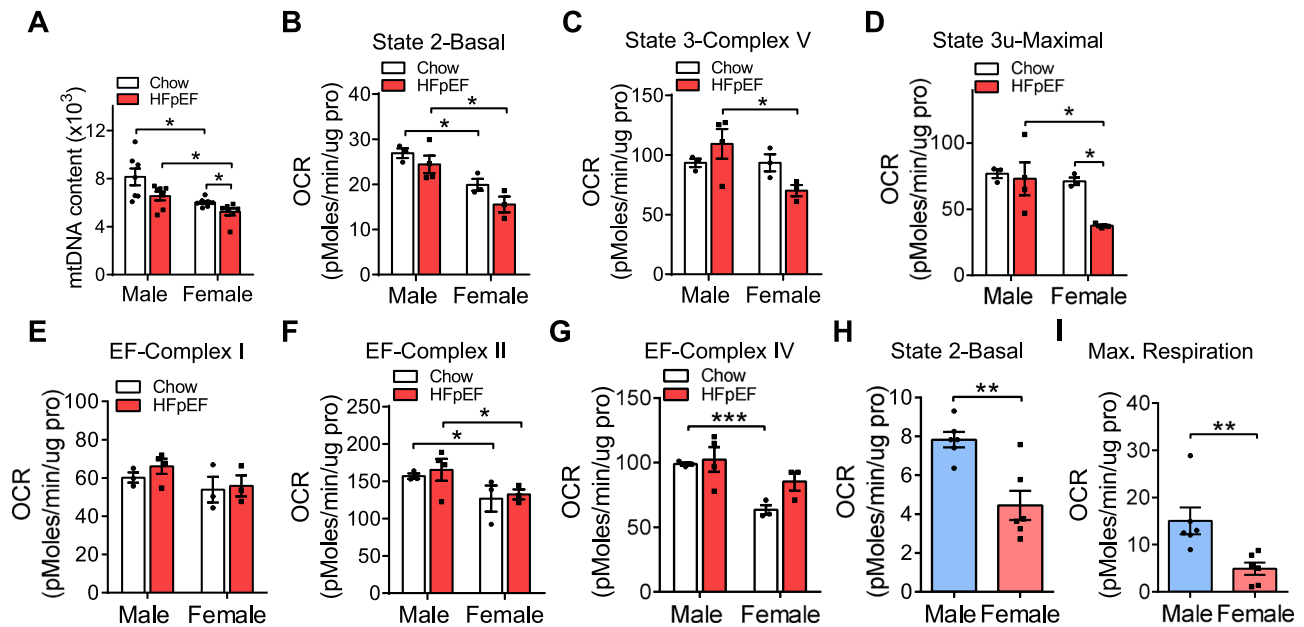 A
Chow
HFpEF
mtDNA content (x10³)
12
8
4
0
*
*
*
Male Female
B
State 2-Basal
Chow
HFpEF
OCR
(pMoles/min/ug pro)
40
30
20
10
0
*
*
Male Female
C
State 3-Complex V
Chow
HFpEF
OCR
(pMoles/min/ug pro)
150
100
50
0
*
Male Female
D
State 3u-Maximal
Chow
HFpEF
OCR
(pMoles/min/ug pro)
150
100
50
0
*
*
Male Female
E
EF-Complex I
Chow
HFpEF
OCR
(pMoles/min/ug pro)
100
80
60
40
20
0
Male Female
F
EF-Complex II
Chow
HFpEF
OCR
(pMoles/min/ug pro)
250
200
150
100
50
0
*
*
Male Female
G
EF-Complex IV
Chow
HFpEF
OCR
(pMoles/min/ug pro)
150
100
50
0
***
Male Female
H
State 2-Basal
OCR
(pMoles/min/ug pro)
10
8
6
4
2
0
**
Male Female
I
Max. Respiration
OCR
(pMoles/min/ug pro)
40
30
20
10
0
**
Male Female